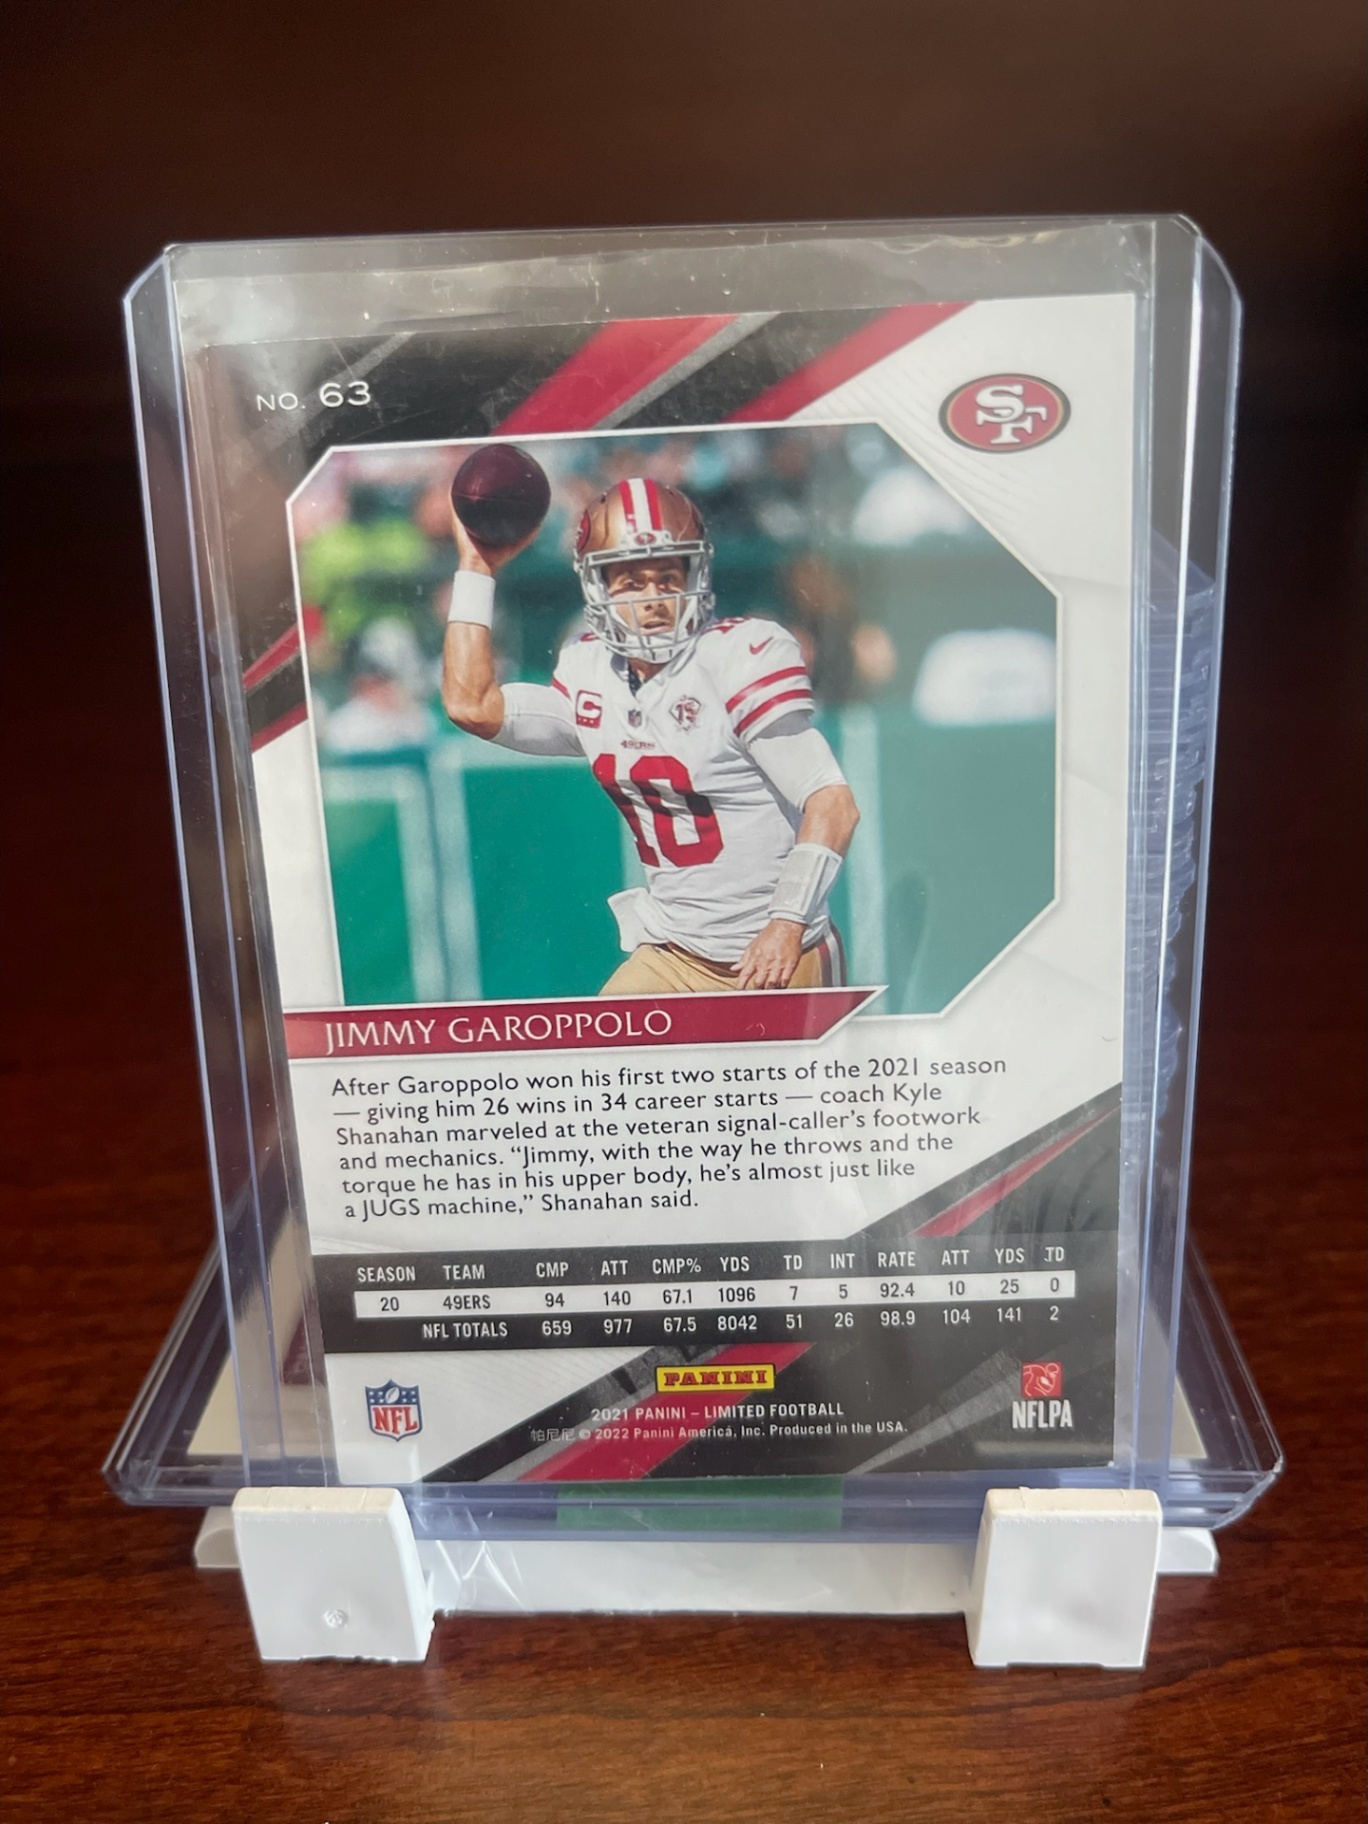 NO. 63
SF
10
C
49ERS
10
JIMMY GAROPPOLO
After Garoppolo won his first two starts of the 2021 season
— giving him 26 wins in 34 career starts — coach Kyle
Shanahan marveled at the veteran signal-caller's footwork
and mechanics. “Jimmy, with the way he throws and the
torque he has in his upper body, he's almost just like
a JUGS machine,” Shanahan said.
SEASON TEAM CMP ATT CMP% YDS TD INT RATE ATT YDS TD
20 49ERS 94 140 67.1 1096 7 5 92.4 10 25 0
NFL TOTALS 659 977 67.5 8042 51 26 98.9 104 141 2
PANINI
NFL
NFLPA
2021 PANINI – LIMITED FOOTBALL
帕尼尼 © 2022 Panini America, Inc. Produced in the USA.